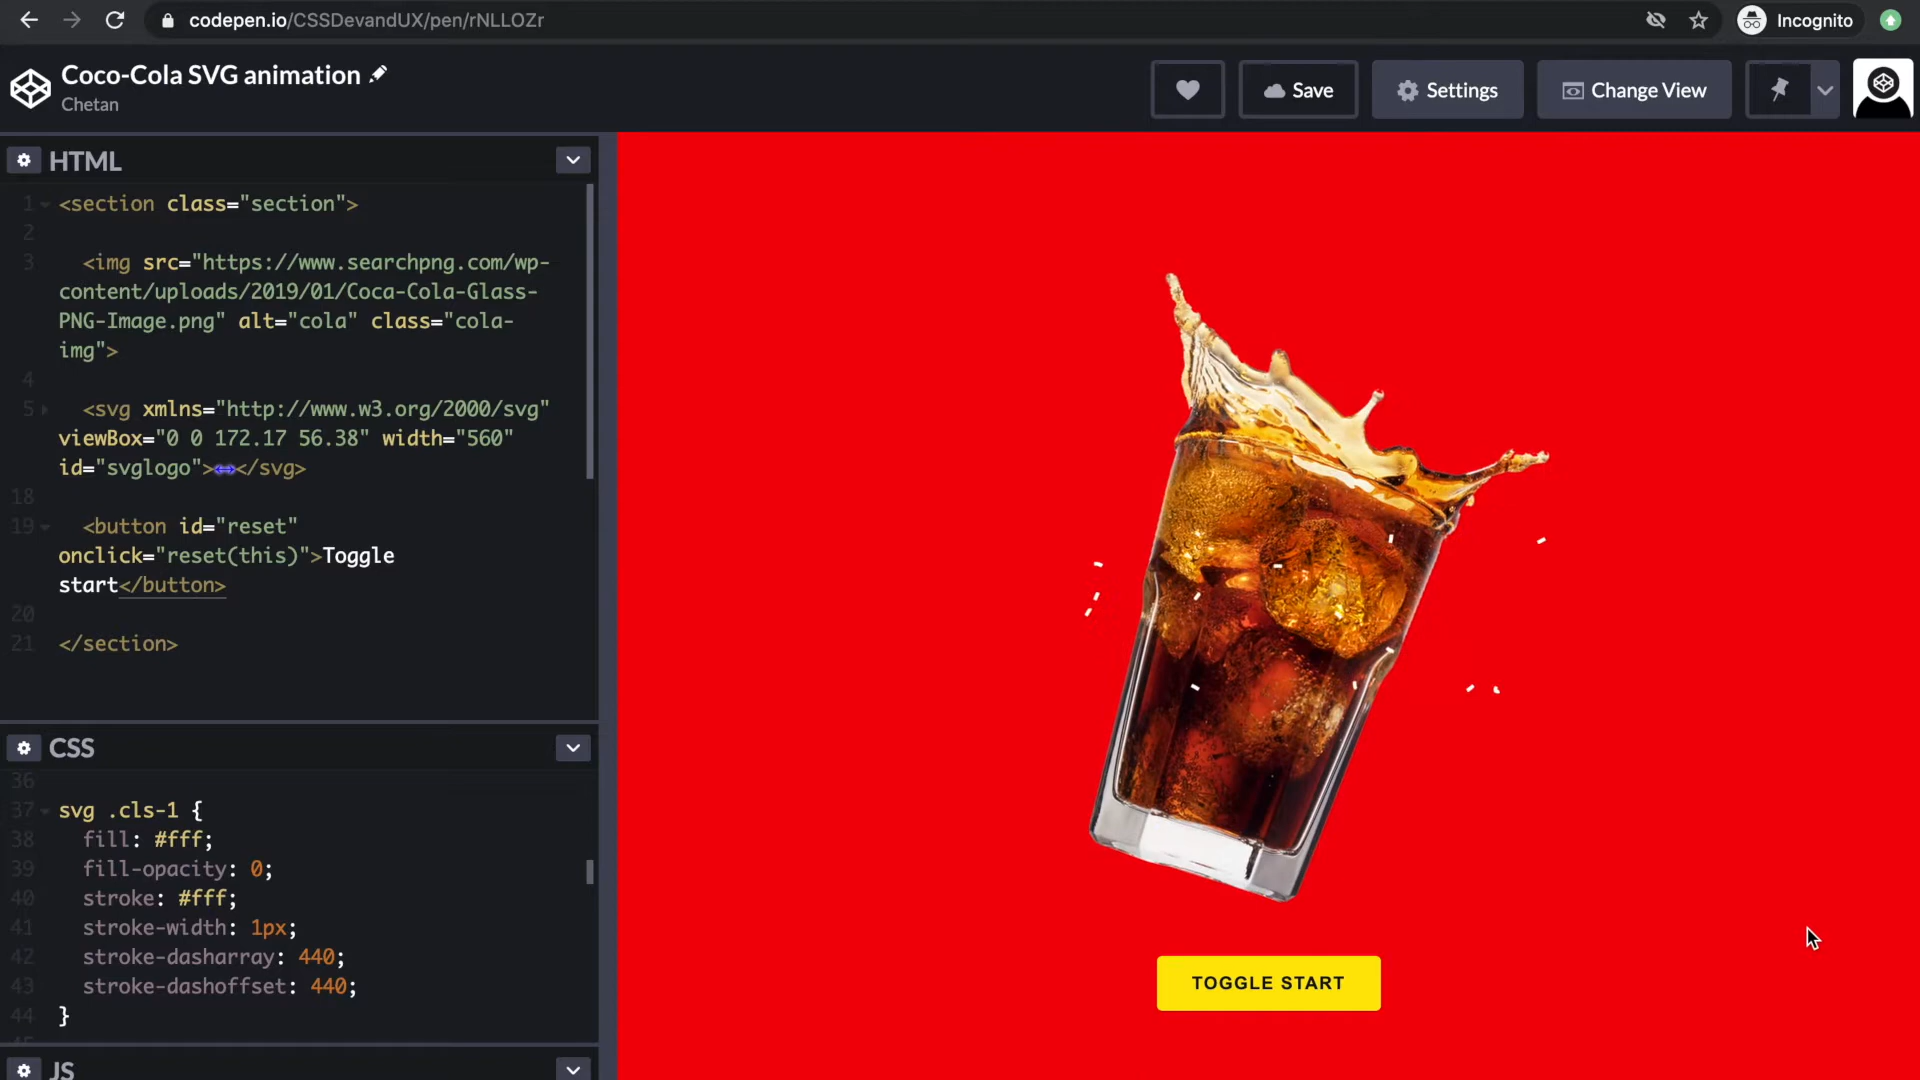 codepen.io/CSSDevandUX/pen/rNLLOZr
Incognito
Coco-Cola SVG animation
Chetan
Save
Settings
Change View
HTML
1 <section class="section">
2
3 <img src="https://www.searchpng.com/wp-
content/uploads/2019/01/Coca-Cola-Glass-
PNG-Image.png" alt="cola" class="cola-
img">
4
5 <svg xmlns="http://www.w3.org/2000/svg"
viewBox="0 0 172.17 56.38" width="560"
id="svglogo">↔</svg>
18
19 <button id="reset"
onclick="reset(this)">Toggle
start</button>
20
21 </section>
CSS
36
37 svg .cls-1 {
38 fill: #fff;
39 fill-opacity: 0;
40 stroke: #fff;
41 stroke-width: 1px;
42 stroke-dasharray: 440;
43 stroke-dashoffset: 440;
44 }
JS
TOGGLE START